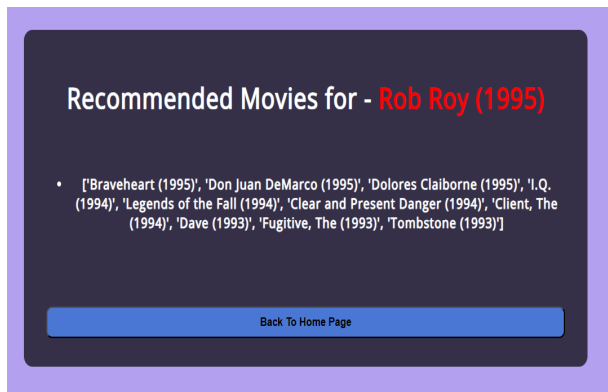 Recommended Movies for - Rob Roy (1995)
• ['Braveheart (1995)', 'Don Juan DeMarco (1995)', 'Dolores Claiborne (1995)', 'I.Q.
(1994)', 'Legends of the Fall (1994)', 'Clear and Present Danger (1994)', 'Client, The
(1994)', 'Dave (1993)', 'Fugitive, The (1993)', 'Tombstone (1993)']
Back To Home Page